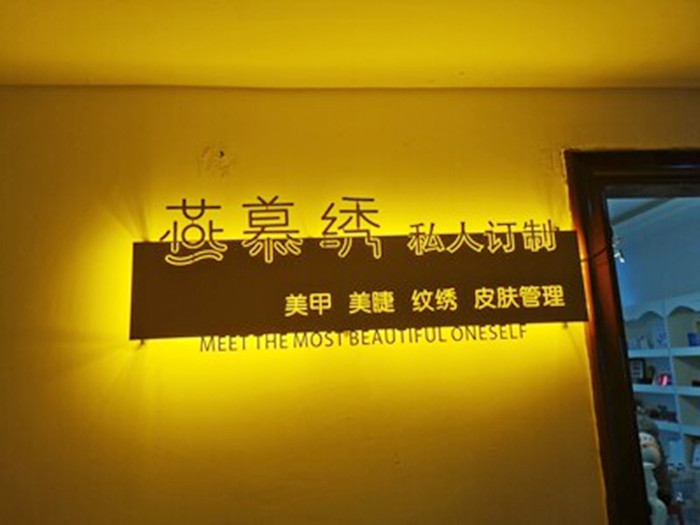 燕慕绣 私人订制
美甲 美睫 纹绣 皮肤管理
MEET THE MOST BEAUTIFUL ONESELF